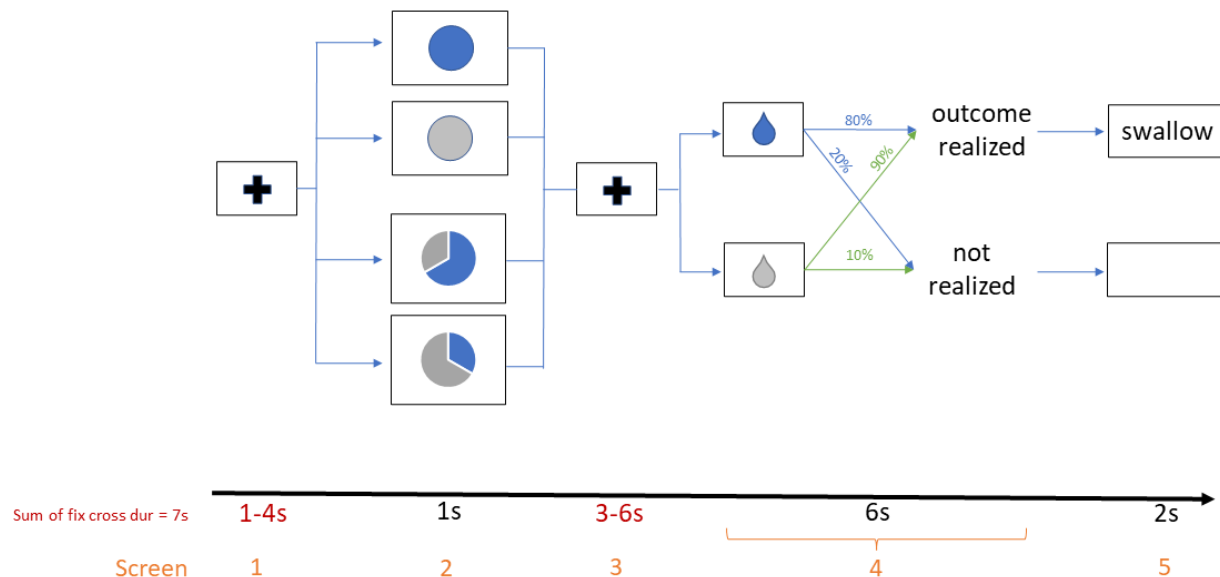 80%
20%
90%
10%
outcome
realized
swallow
not
realized
Sum of fix cross dur = 7s
1-4s
1s
3-6s
6s
2s
Screen
1
2
3
4
5